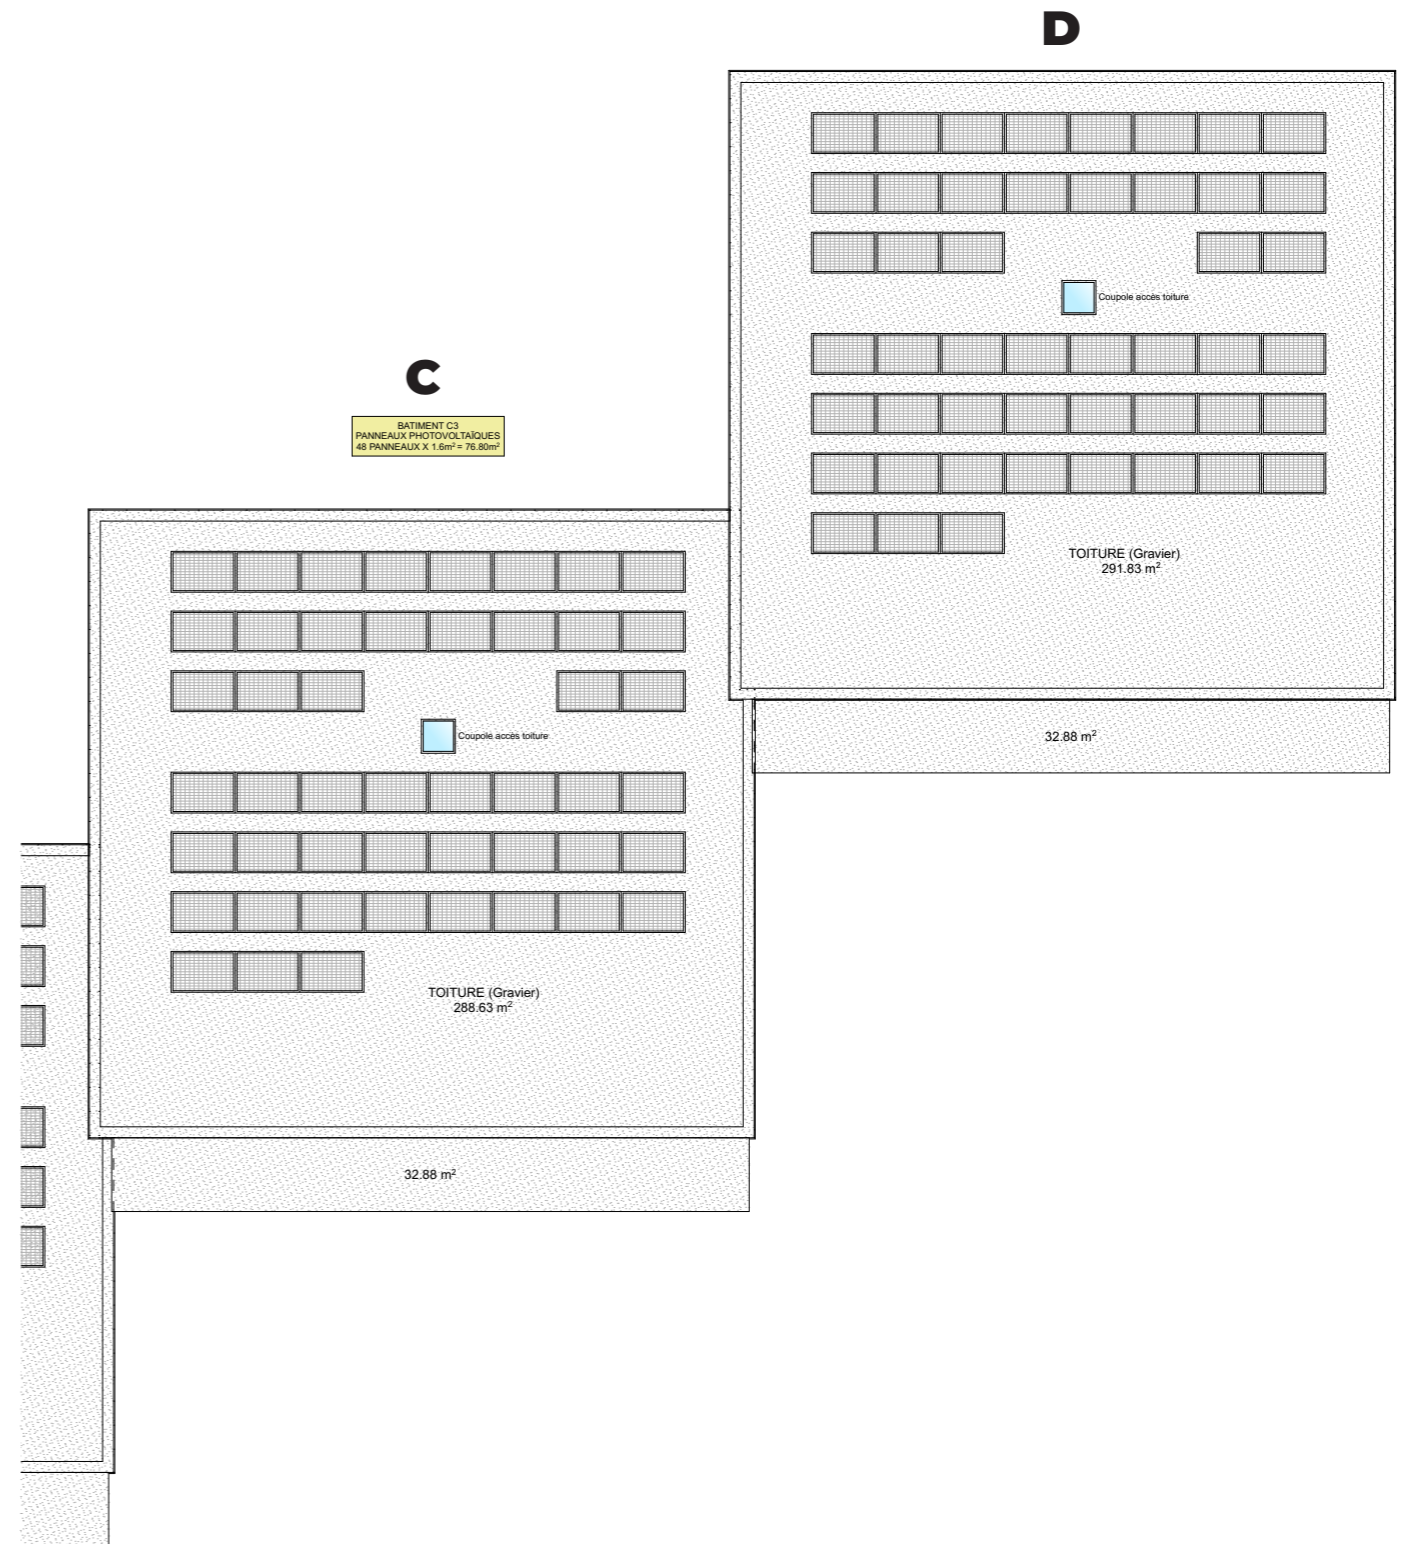 D
Coupole accès toiture
C
BATIMENT C3
PANNEAUX PHOTOVOLTAÏQUES
48 PANNEAUX X 1.6m² = 76.80m²
TOITURE (Gravier)
291.83 m²
32.88 m²
Coupole accès toiture
TOITURE (Gravier)
288.63 m²
32.88 m²